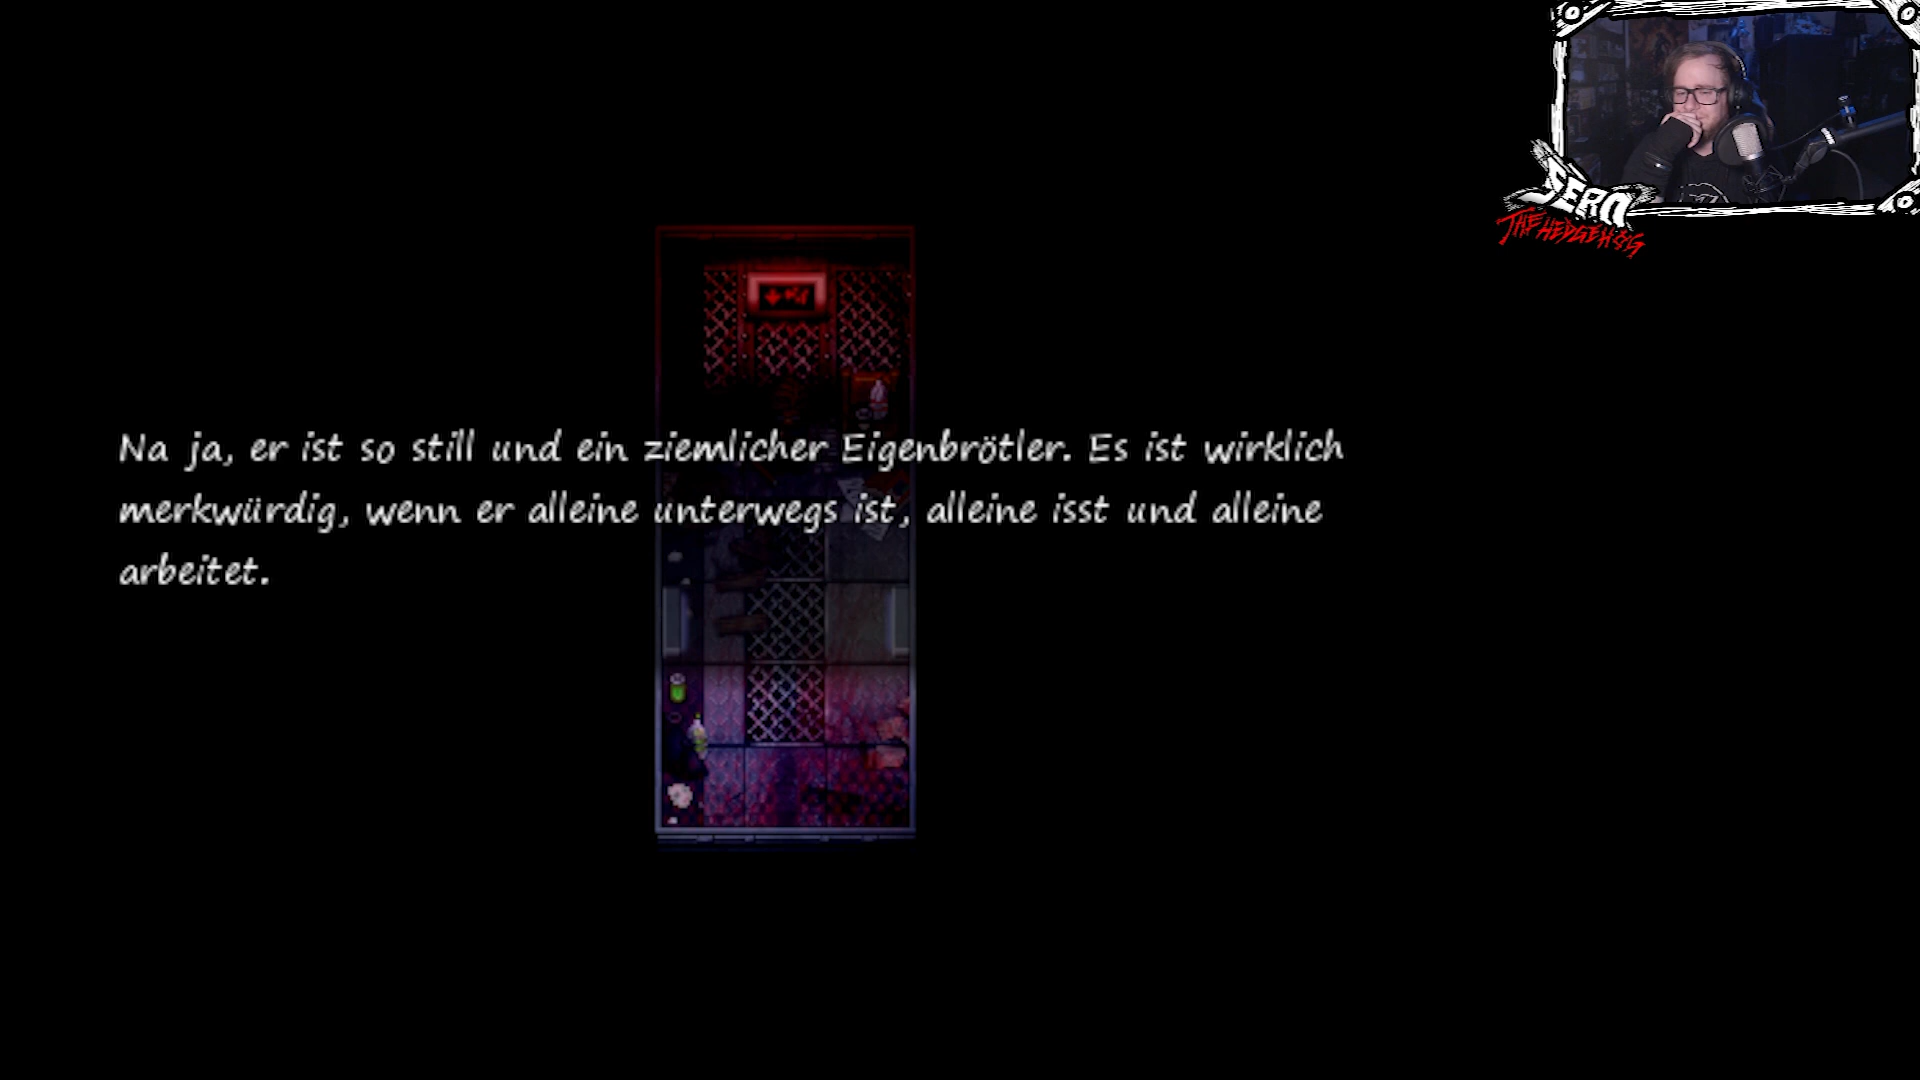 SERO
THE HEDGEHOG
Na ja, er ist so still und ein ziemlicher Eigenbrötler. Es ist wirklich
merkwürdig, wenn er alleine unterwegs ist, alleine isst und alleine
arbeitet.